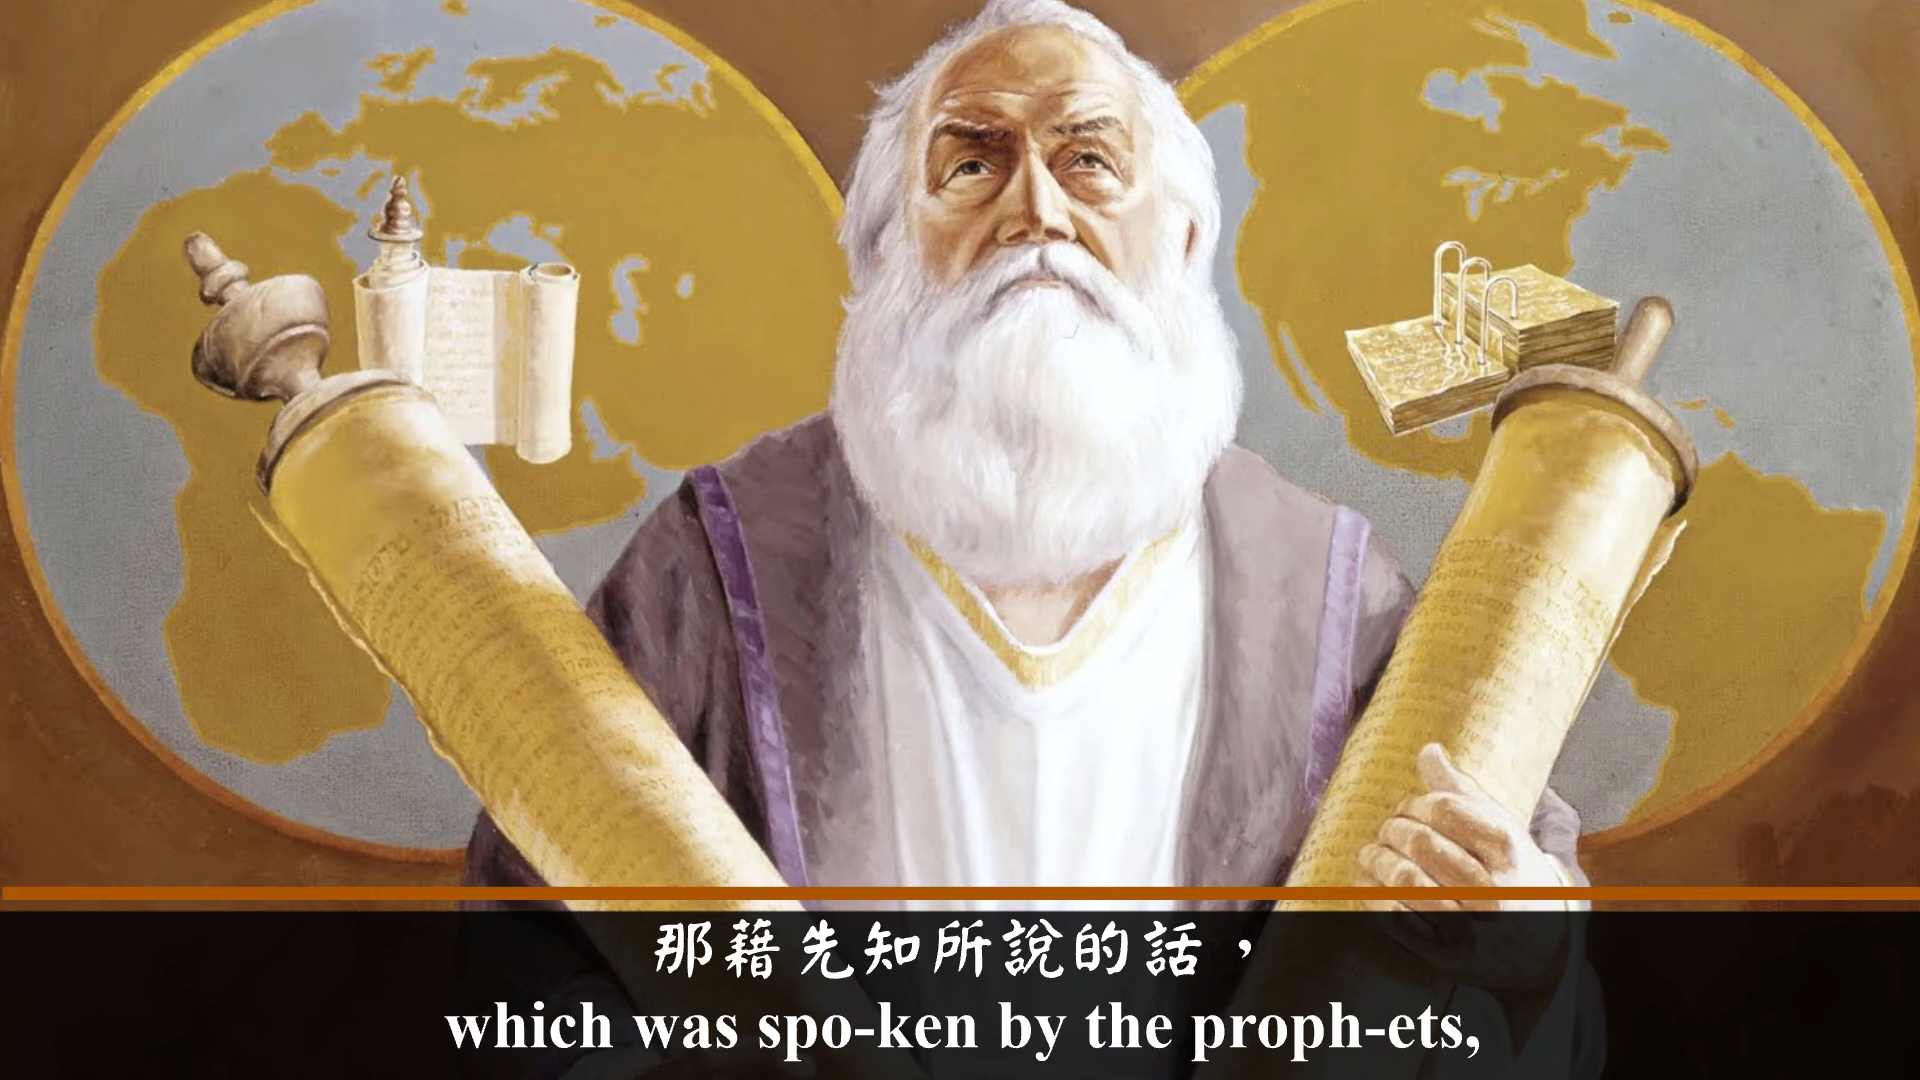 那藉先知所說的話，
which was spo-ken by the proph-ets,